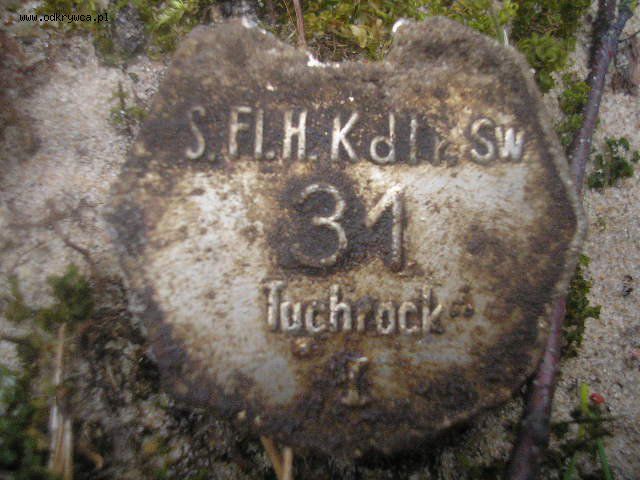 www.odkrywca.pl
S. Fl. H. Kdtr. Sw
31
Tuchrock
I